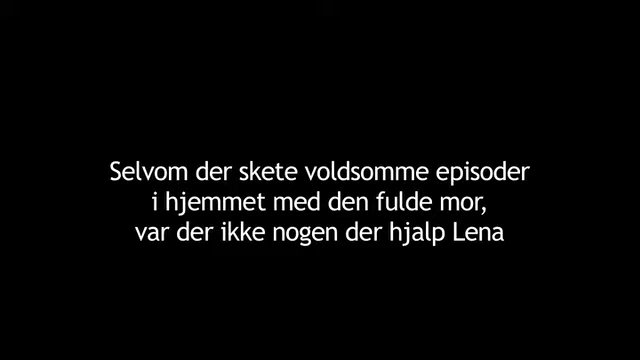 Selvom der skete voldsomme episoder
i hjemmet med den fulde mor,
var der ikke nogen der hjalp Lena